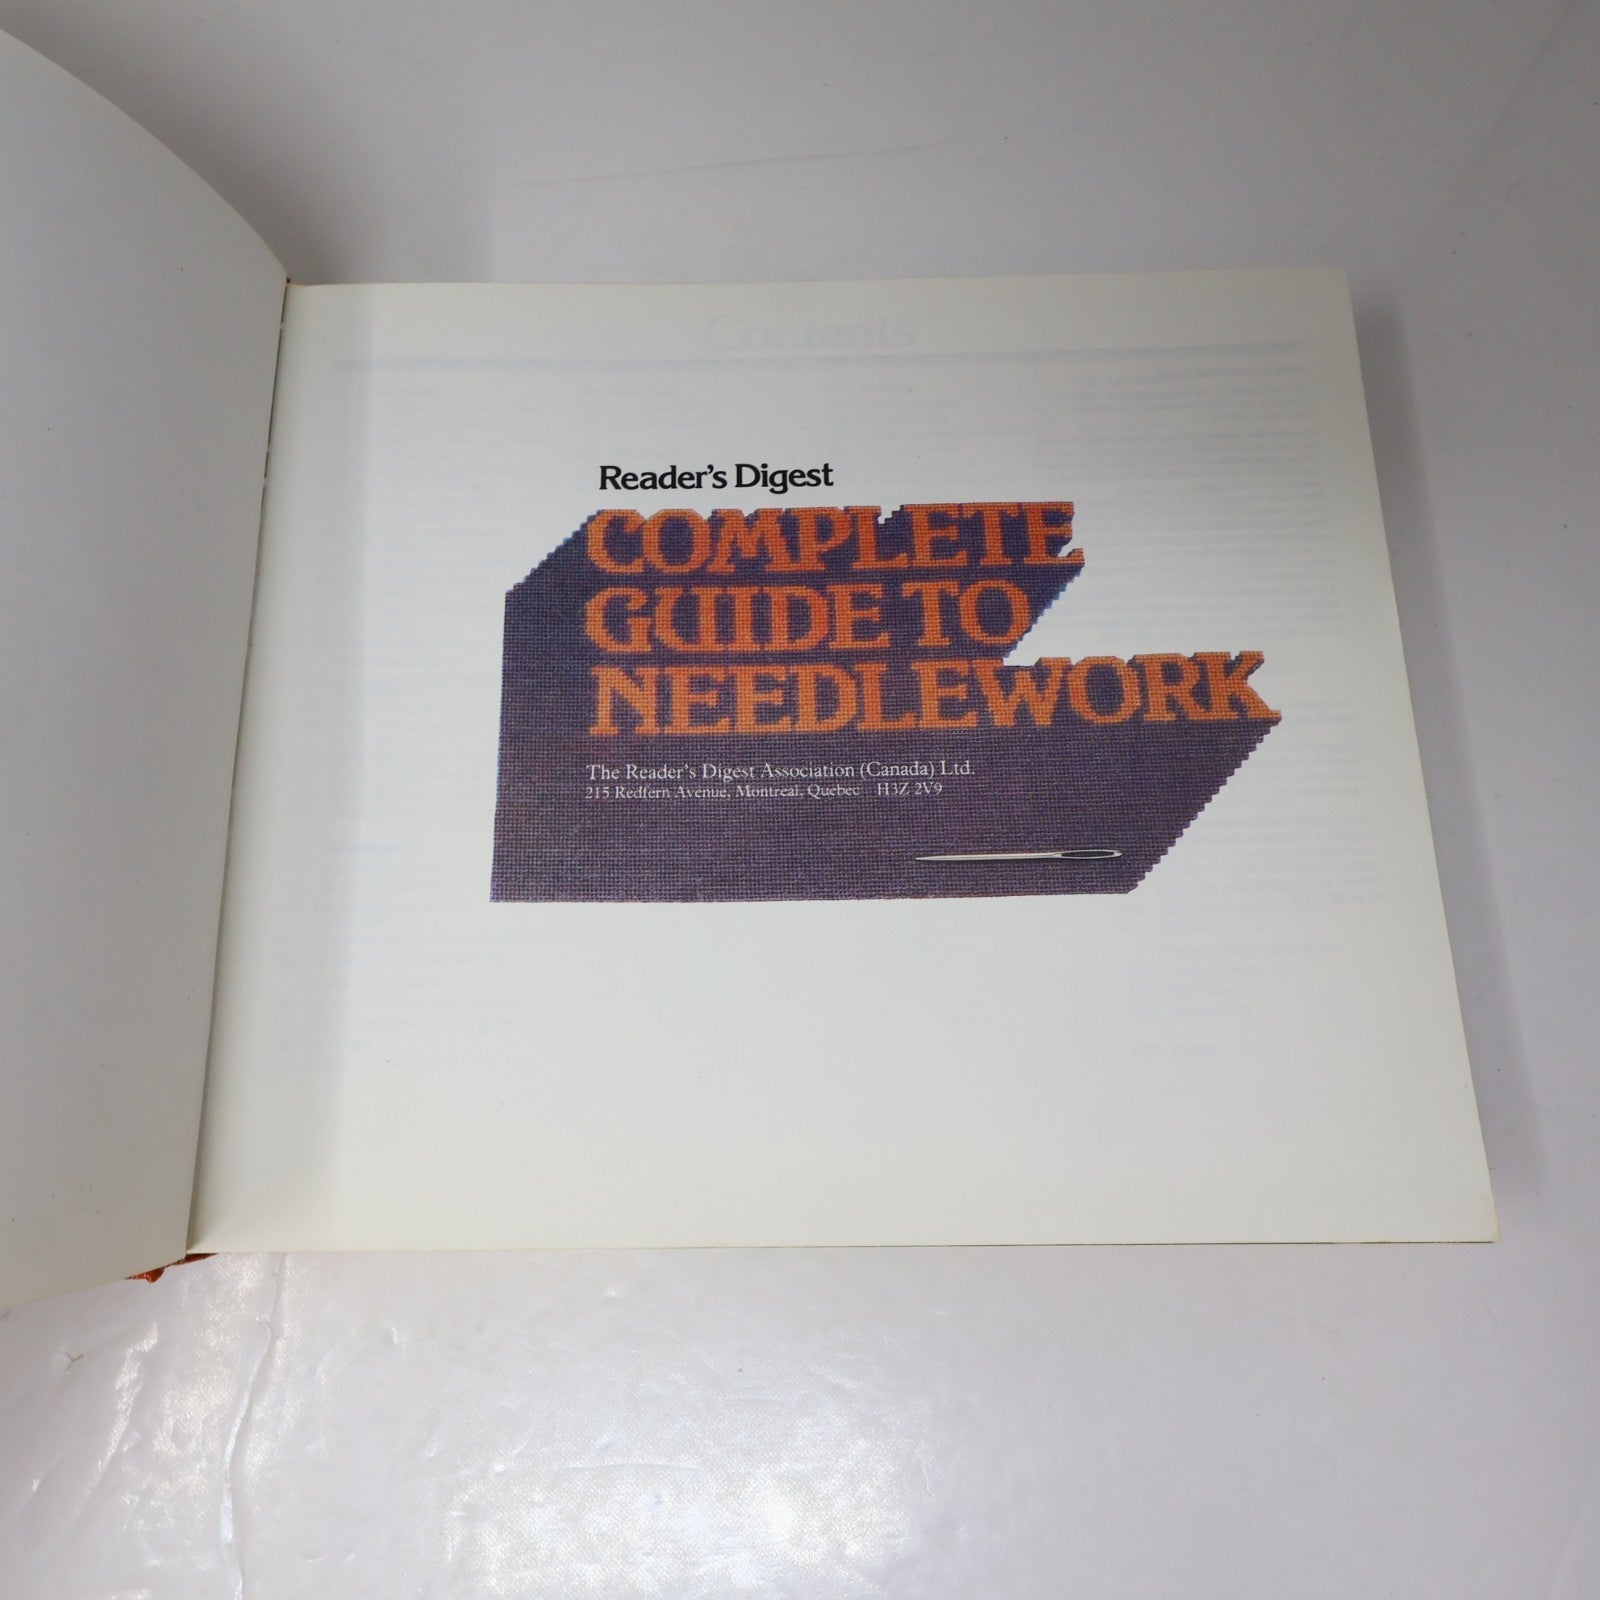 Contents
Reader's Digest
COMPLETE
GUIDE TO
NEEDLEWORK
The Reader's Digest Association (Canada) Ltd.
215 Redfern Avenue, Montreal, Quebec H3Z 2V9